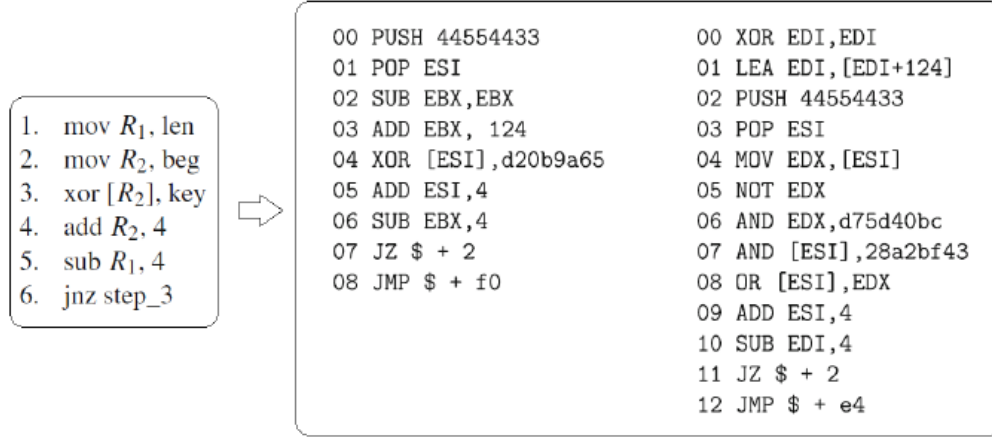 1. mov R₁, len
2. mov R₂, beg
3. xor [R₂], key
4. add R₂, 4
5. sub R₁, 4
6. jnz step_3
00 PUSH 44554433
01 POP ESI
02 SUB EBX,EBX
03 ADD EBX, 124
04 XOR [ESI],d20b9a65
05 ADD ESI,4
06 SUB EBX,4
07 JZ $ + 2
08 JMP $ + f0
00 XOR EDI,EDI
01 LEA EDI,[EDI+124]
02 PUSH 44554433
03 POP ESI
04 MOV EDX,[ESI]
05 NOT EDX
06 AND EDX,d75d40bc
07 AND [ESI],28a2bf43
08 OR [ESI],EDX
09 ADD ESI,4
10 SUB EDI,4
11 JZ $ + 2
12 JMP $ + e4